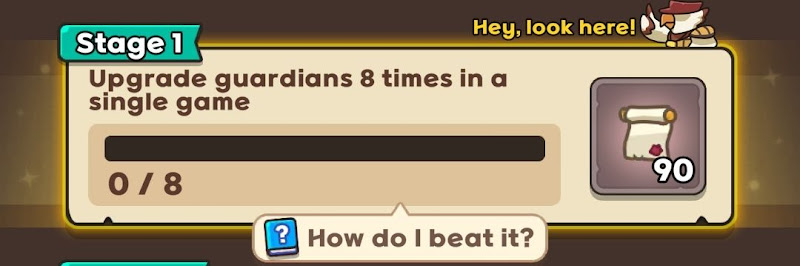 Hey, look here!
Stage 1
Upgrade guardians 8 times in a
single game
90
0 / 8
How do I beat it?